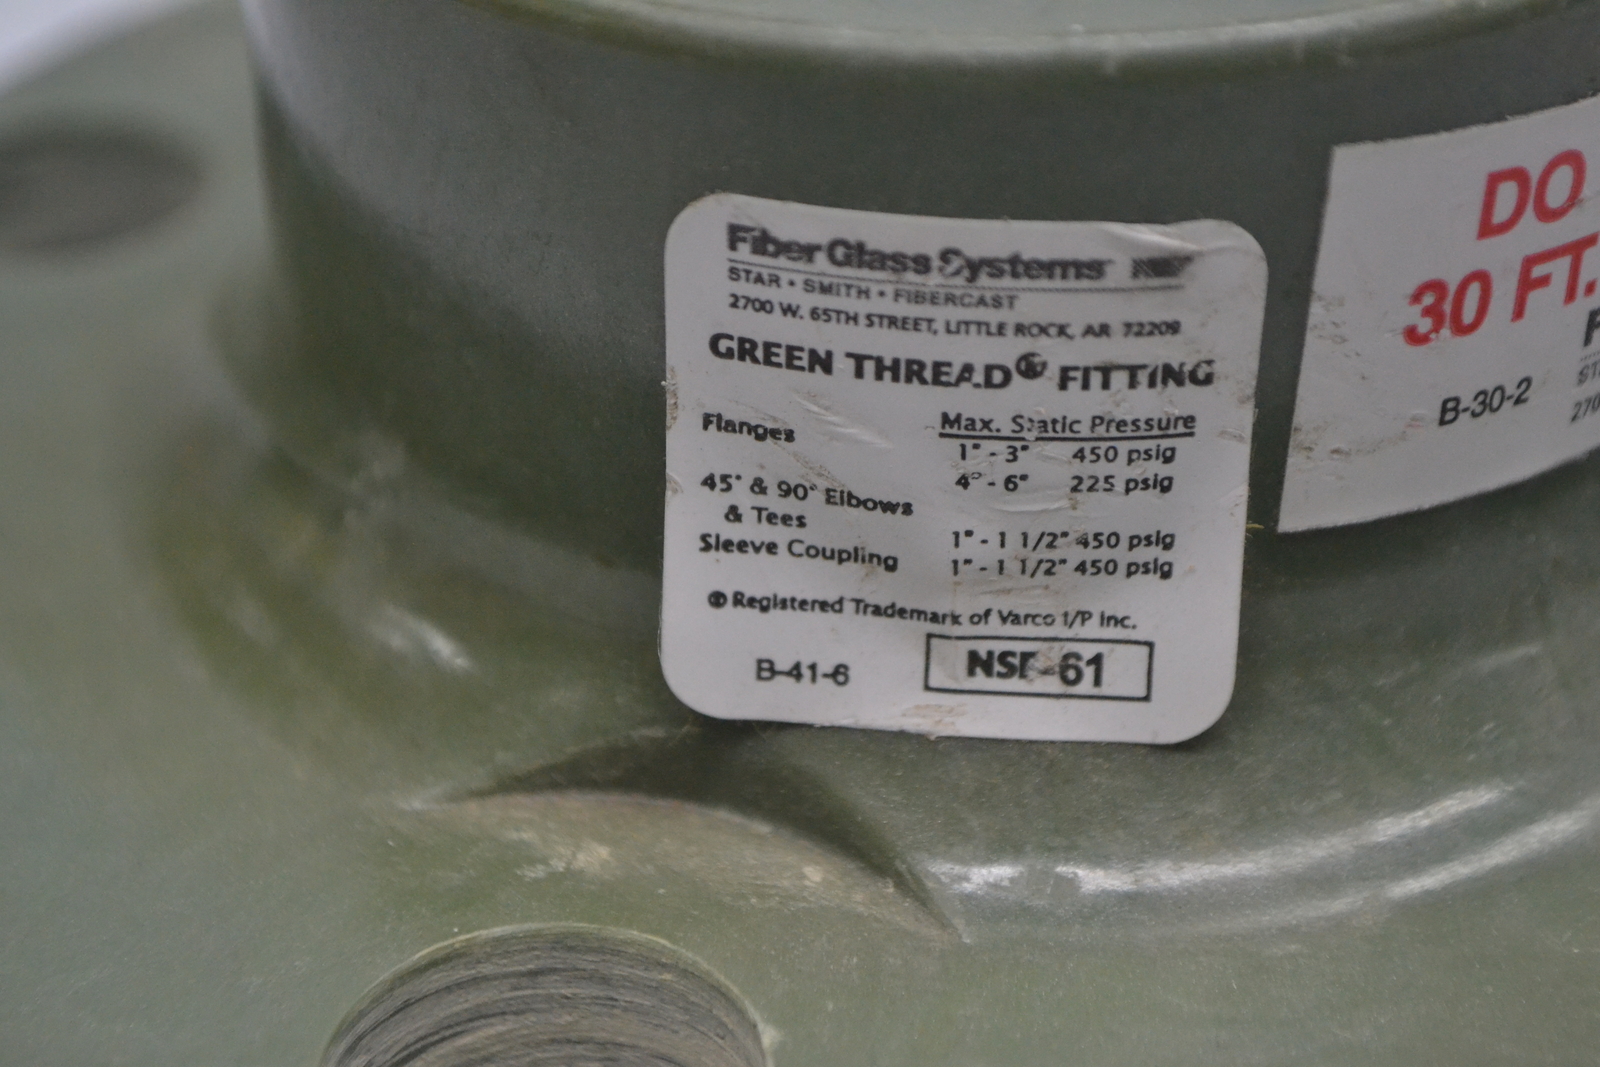 Fiber Glass Systems
STAR • SMITH • FIBERCAST
2700 W. 65TH STREET, LITTLE ROCK, AR 72209
GREEN THREAD® FITTING
Flanges Max. Static Pressure
1" - 3" 450 psig
4" - 6" 225 psig
45° & 90° Elbows
& Tees 1" - 1 1/2" 450 psig
Sleeve Coupling 1" - 1 1/2" 450 psig
® Registered Trademark of Varco I/P Inc.
B-41-6 NSF-61
DO
30 FT.
B-30-2